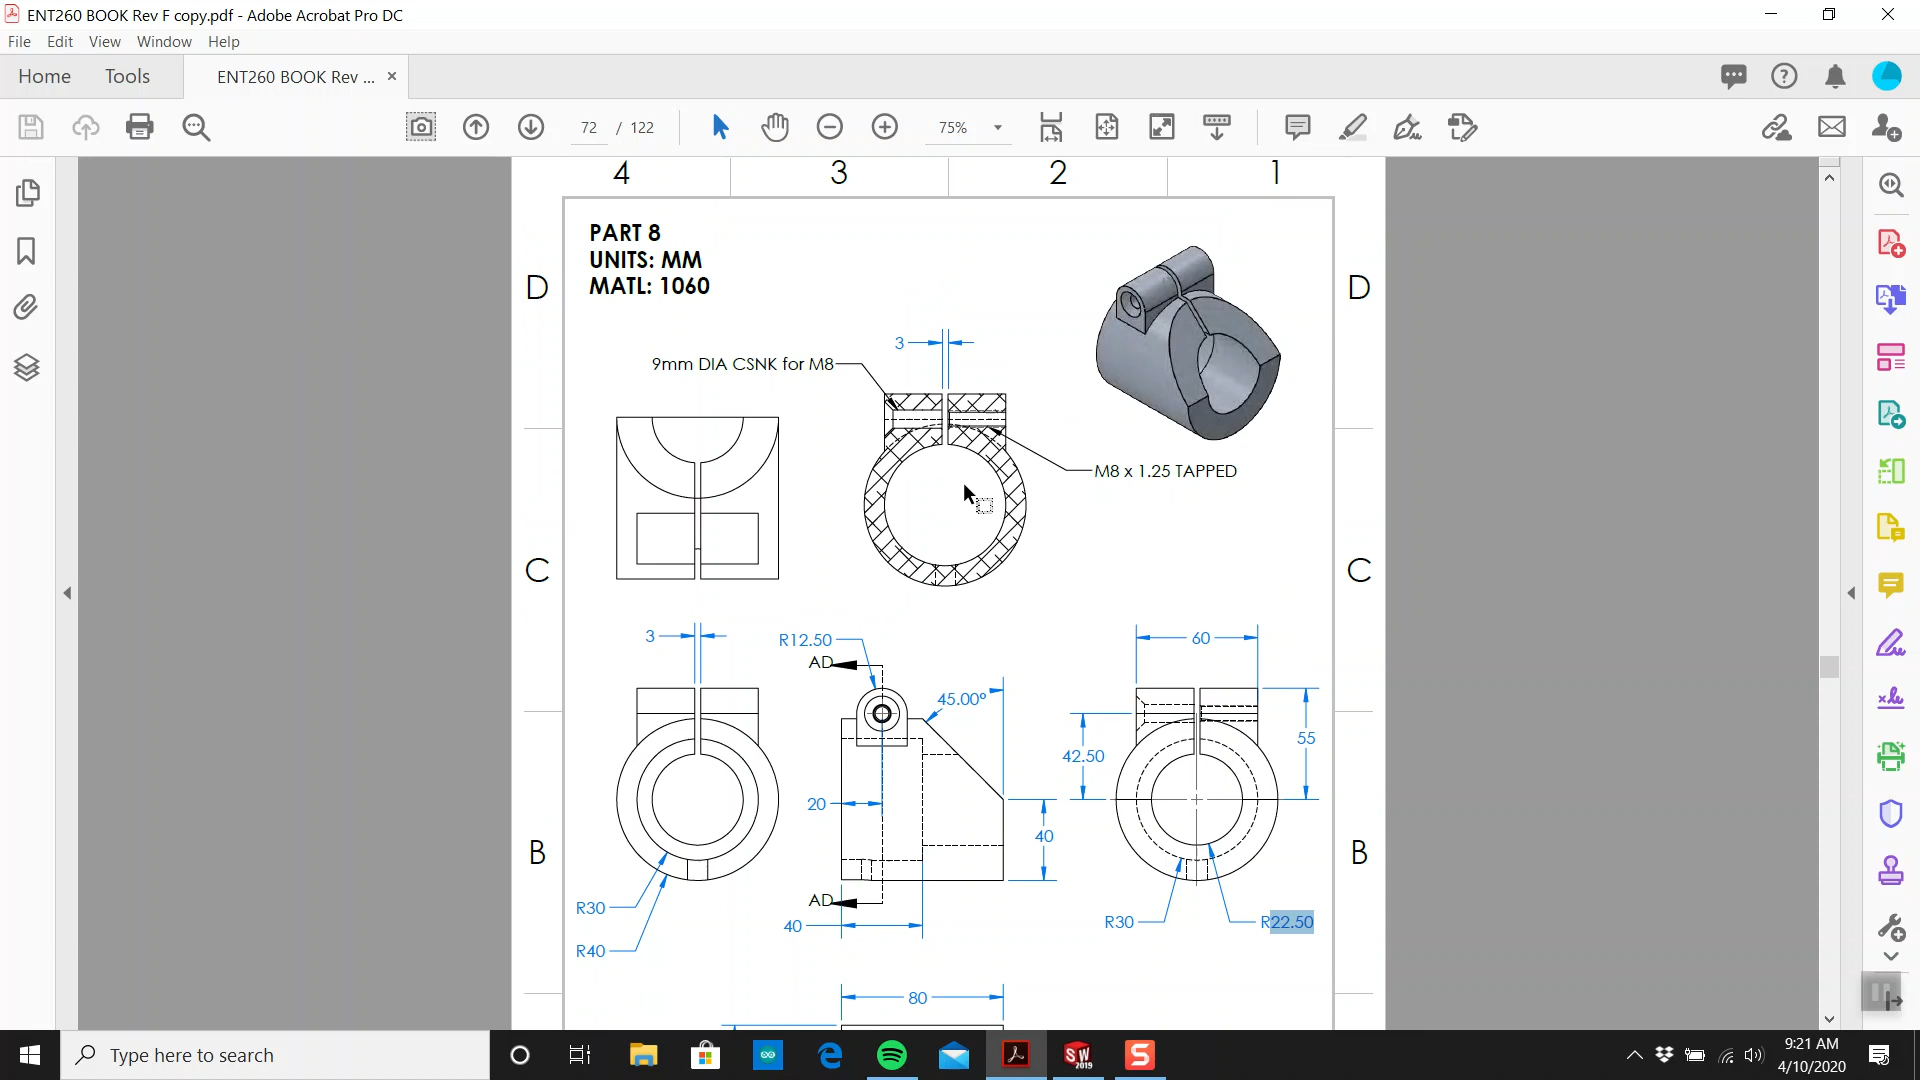 ENT260 BOOK Rev F copy.pdf - Adobe Acrobat Pro DC
File Edit View Window Help
Home Tools ENT260 BOOK Rev ... ×
72 / 122 75%
4 3 2 1
PART 8
UNITS: MM
MATL: 1060
D D
3
9mm DIA CSNK for M8
M8 x 1.25 TAPPED
C C
3 R12.50 60
AD
45.00°
42.50 55
20
40
B B
AD
R30 40 R30 R22.50
R40
80
Type here to search
SW
2019
S
9:21 AM
4/10/2020